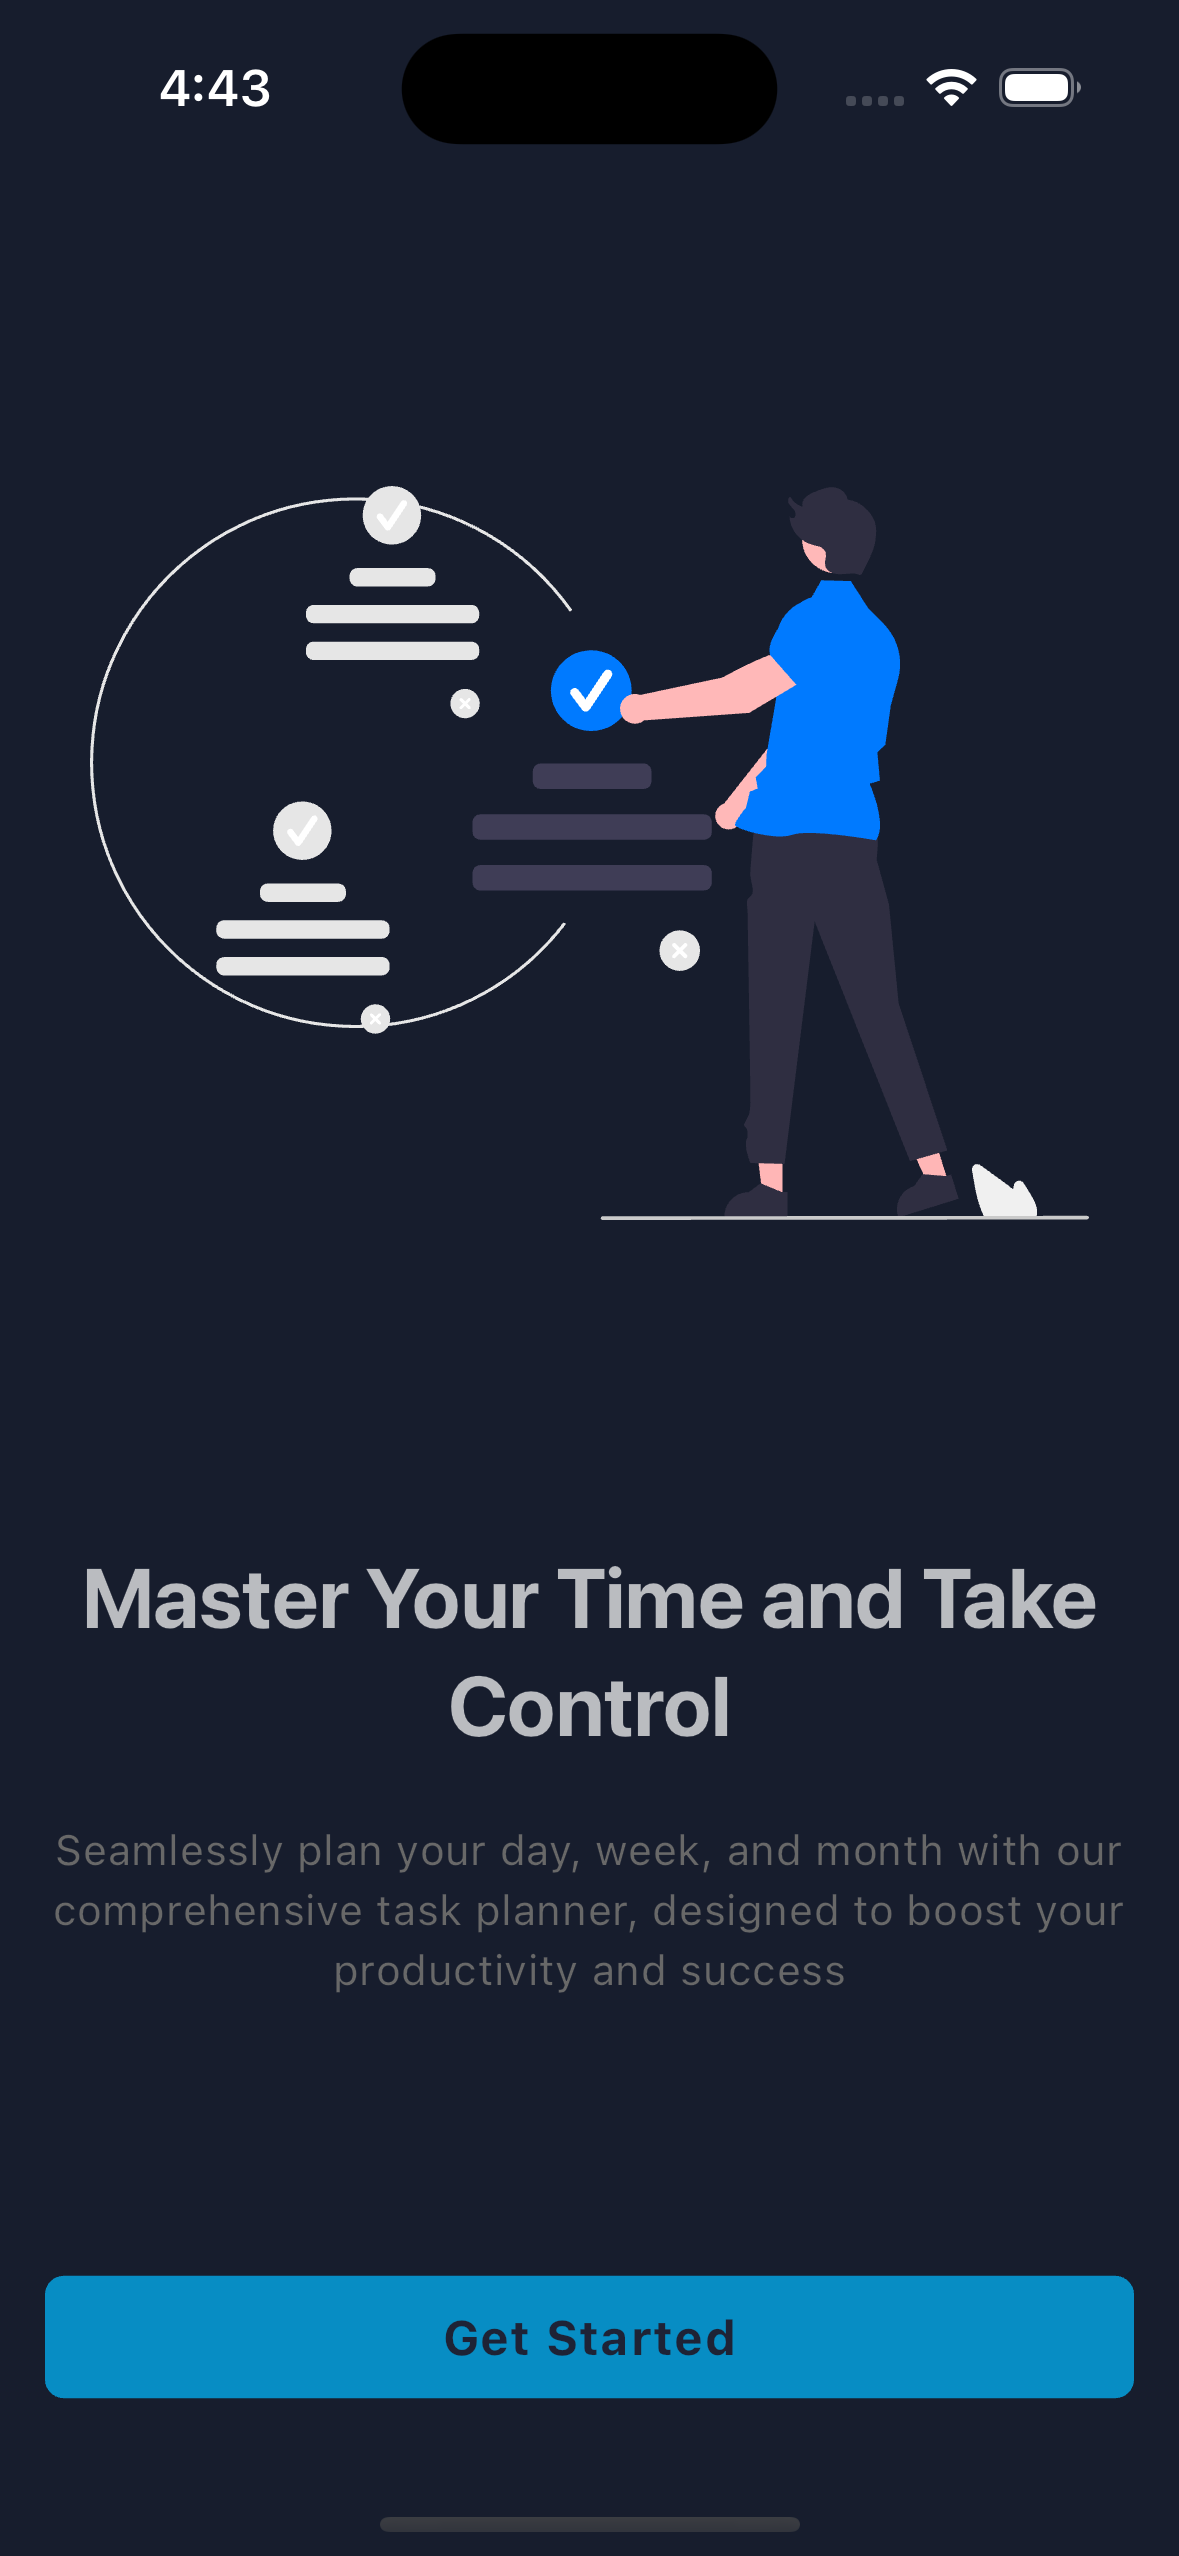 4:43
Master Your Time and Take
Control
Seamlessly plan your day, week, and month with our
comprehensive task planner, designed to boost your
productivity and success
Get Started